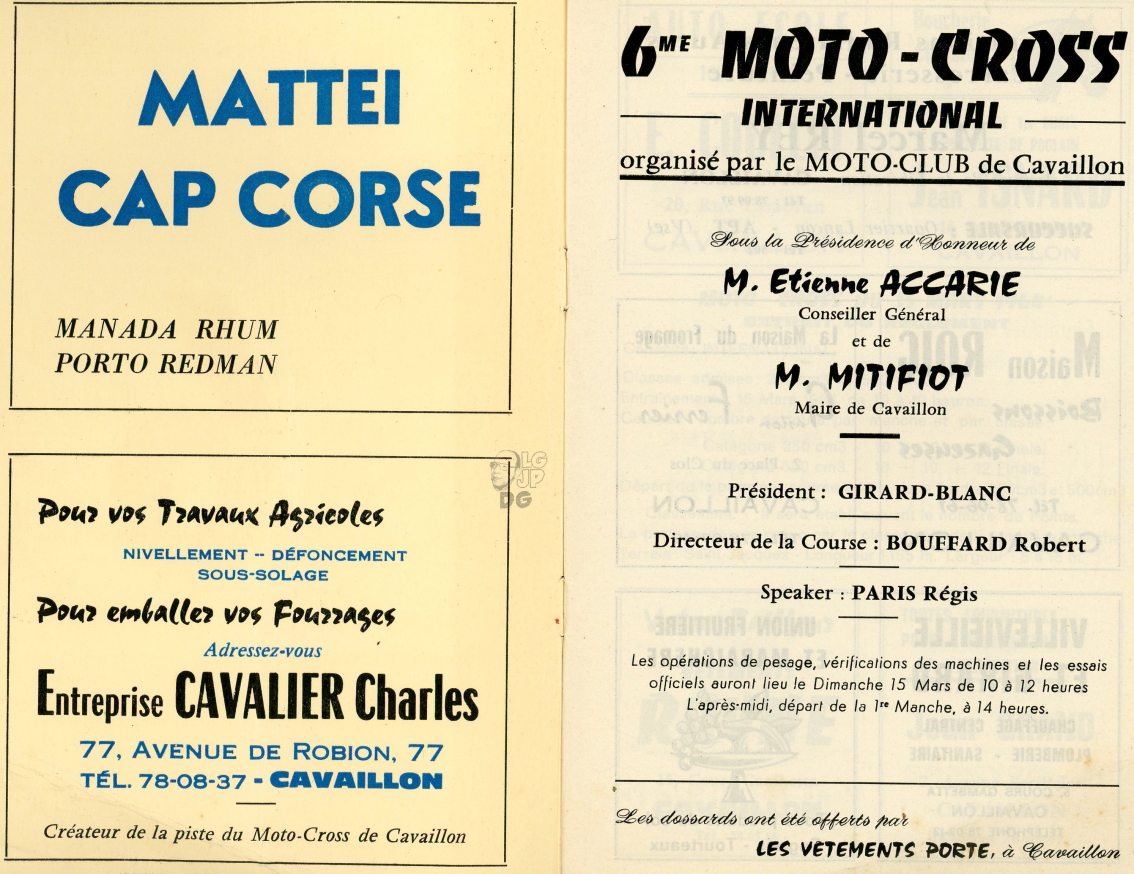 MATTEI
CAP CORSE
MANADA RHUM
PORTO REDMAN
Pour vos Travaux Agricoles
NIVELLEMENT -- DÉFONCEMENT
SOUS-SOLAGE
Pour emballer vos Fourrages
Adressez-vous
Entreprise CAVALIER Charles
77, AVENUE DE ROBION, 77
TÉL. 78-08-37 - CAVAILLON
Créateur de la piste du Moto-Cross de Cavaillon
LG
JP
DG
6ME MOTO-CROSS
INTERNATIONAL
organisé par le MOTO-CLUB de Cavaillon
Sous la Présidence d'Honneur de
M. Etienne ACCARIE
Conseiller Général
et de
M. MITIFIOT
Maire de Cavaillon
Président : GIRARD-BLANC
Directeur de la Course : BOUFFARD Robert
Speaker : PARIS Régis
Les opérations de pesage, vérifications des machines et les essais
officiels auront lieu le Dimanche 15 Mars de 10 à 12 heures
L'après-midi, départ de la 1re Manche, à 14 heures.
Les dossards ont été offerts par
LES VETEMENTS PORTE, à Cavaillon